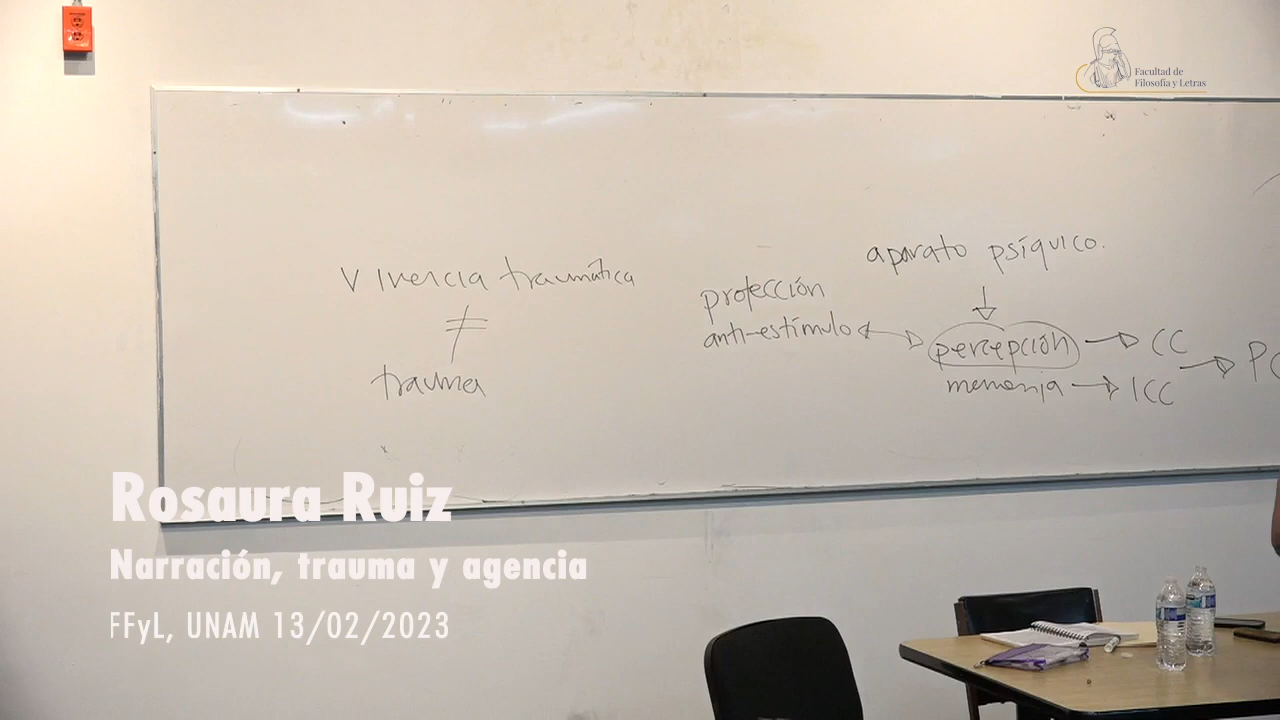 Facultad de
Filosofía y Letras
vivencia traumática
≠
trauma
aparato psíquico.
protección
anti-estímulo
percepción
CC
memoria
ICC
Rosaura Ruiz
Narración, trauma y agencia
FFyL, UNAM 13/02/2023